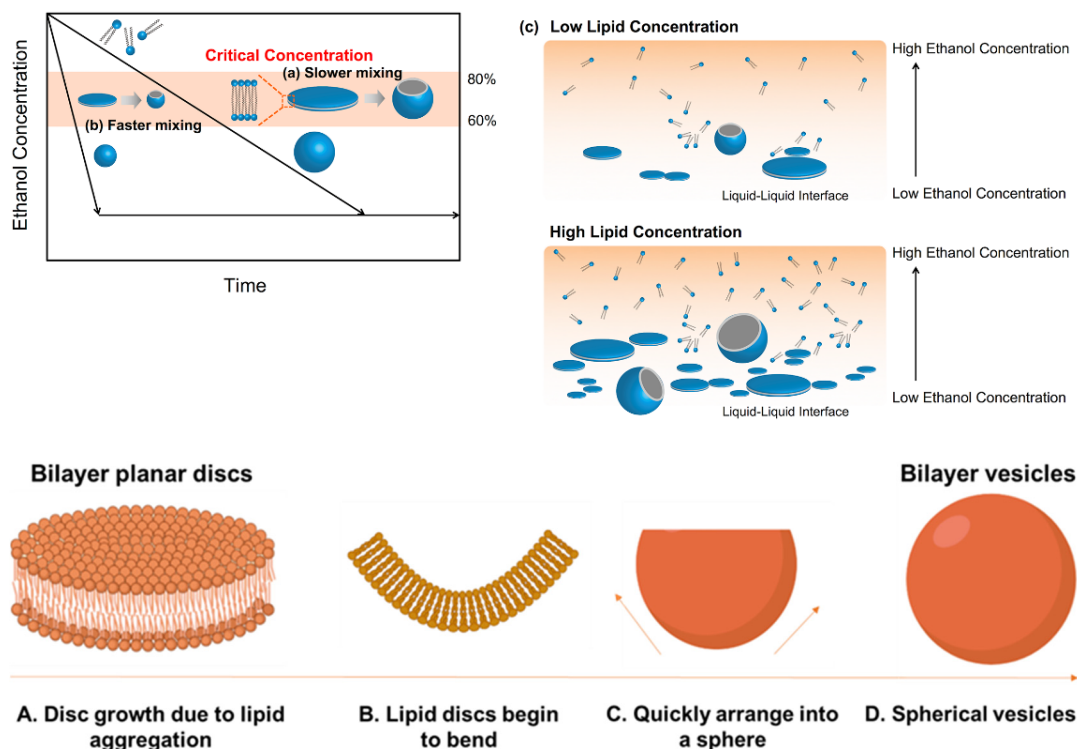 Ethanol Concentration
Critical Concentration
(a) Slower mixing
(b) Faster mixing
80%
60%
Time
(c) Low Lipid Concentration
High Ethanol Concentration
Low Ethanol Concentration
Liquid-Liquid Interface
High Lipid Concentration
High Ethanol Concentration
Low Ethanol Concentration
Liquid-Liquid Interface
Bilayer planar discs
Bilayer vesicles
A. Disc growth due to lipid
aggregation
B. Lipid discs begin
to bend
C. Quickly arrange into
a sphere
D. Spherical vesicles